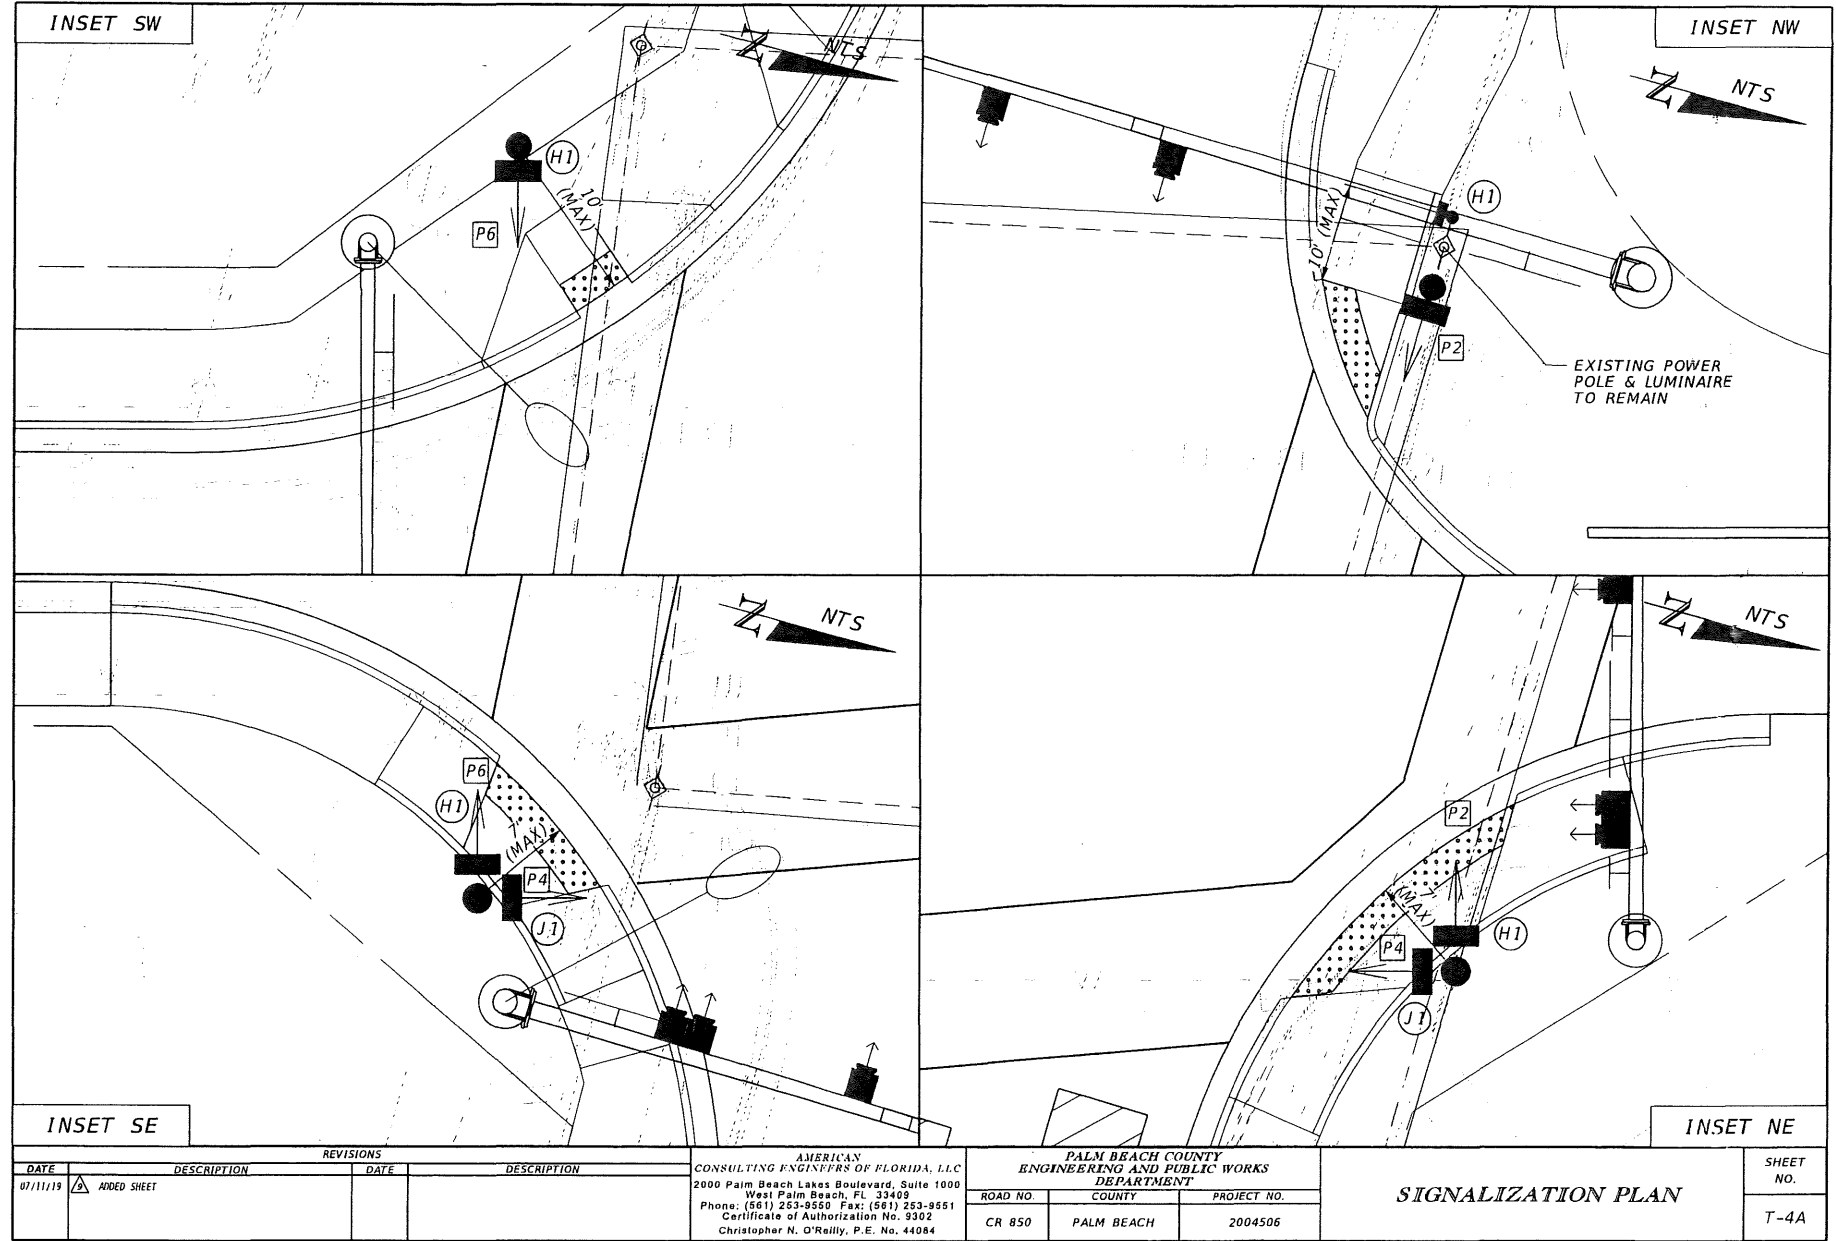 INSET SW
N
NTS
H1
10'
(MAX)
P6
INSET NW
N
NTS
H1
10' (MAX)
P2
EXISTING POWER
POLE & LUMINAIRE
TO REMAIN
N
NTS
P6
H1
7'
(MAX)
P4
J1
INSET SE
N
NTS
P2
7'
(MAX)
P4
H1
J1
INSET NE
REVISIONS
DATE DESCRIPTION DATE DESCRIPTION
07/11/19 9 ADDED SHEET
AMERICAN
CONSULTING ENGINEERS OF FLORIDA, LLC
2000 Palm Beach Lakes Boulevard, Suite 1000
West Palm Beach, FL 33409
Phone: (561) 253-9550 Fax: (561) 253-9551
Certificate of Authorization No. 9302
Christopher N. O'Reilly, P.E. No. 44084
PALM BEACH COUNTY
ENGINEERING AND PUBLIC WORKS
DEPARTMENT
ROAD NO. COUNTY PROJECT NO.
CR 850 PALM BEACH 2004506
SIGNALIZATION PLAN
SHEET
NO.
T-4A